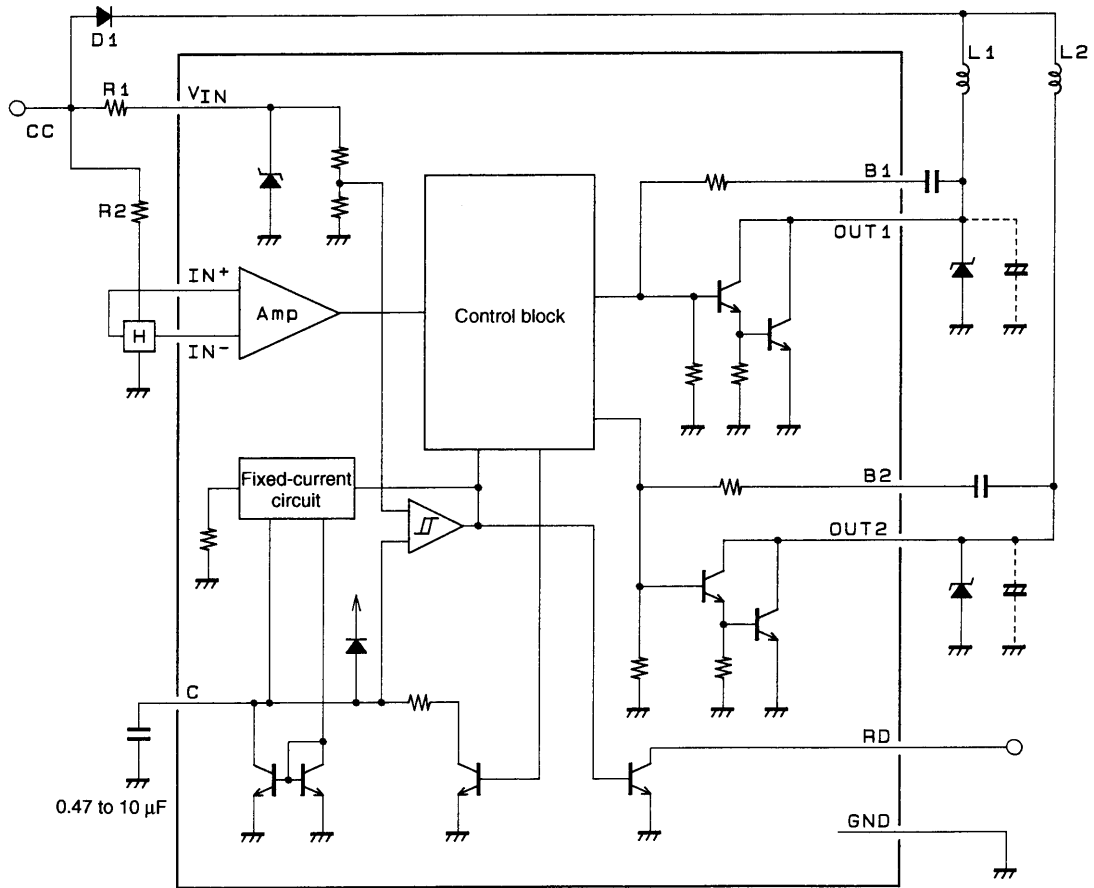 D1
L1
L2
R1
VIN
CC
B1
R2
OUT1
IN+
Amp
Control block
H
IN-
Fixed-current
circuit
B2
OUT2
C
RD
0.47 to 10 µF
GND